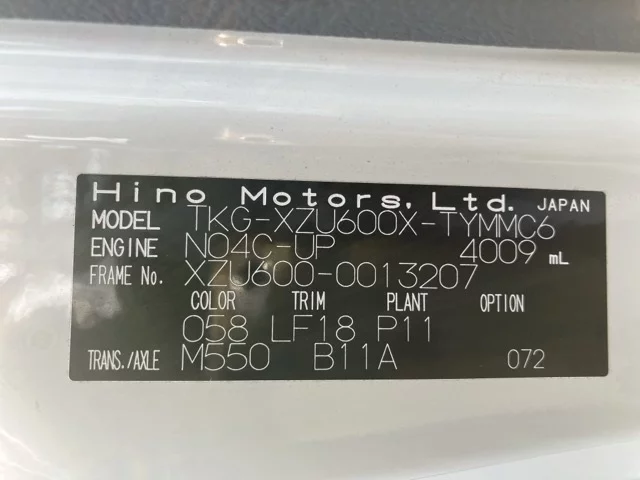 Hino Motors, Ltd. JAPAN
MODEL TKG-XZU600X-TYMMC6
ENGINE N04C-UP 4009 mL
FRAME No. XZU600-0013207
COLOR TRIM PLANT OPTION
058 LF18 P11
TRANS./AXLE M550 B11A 072